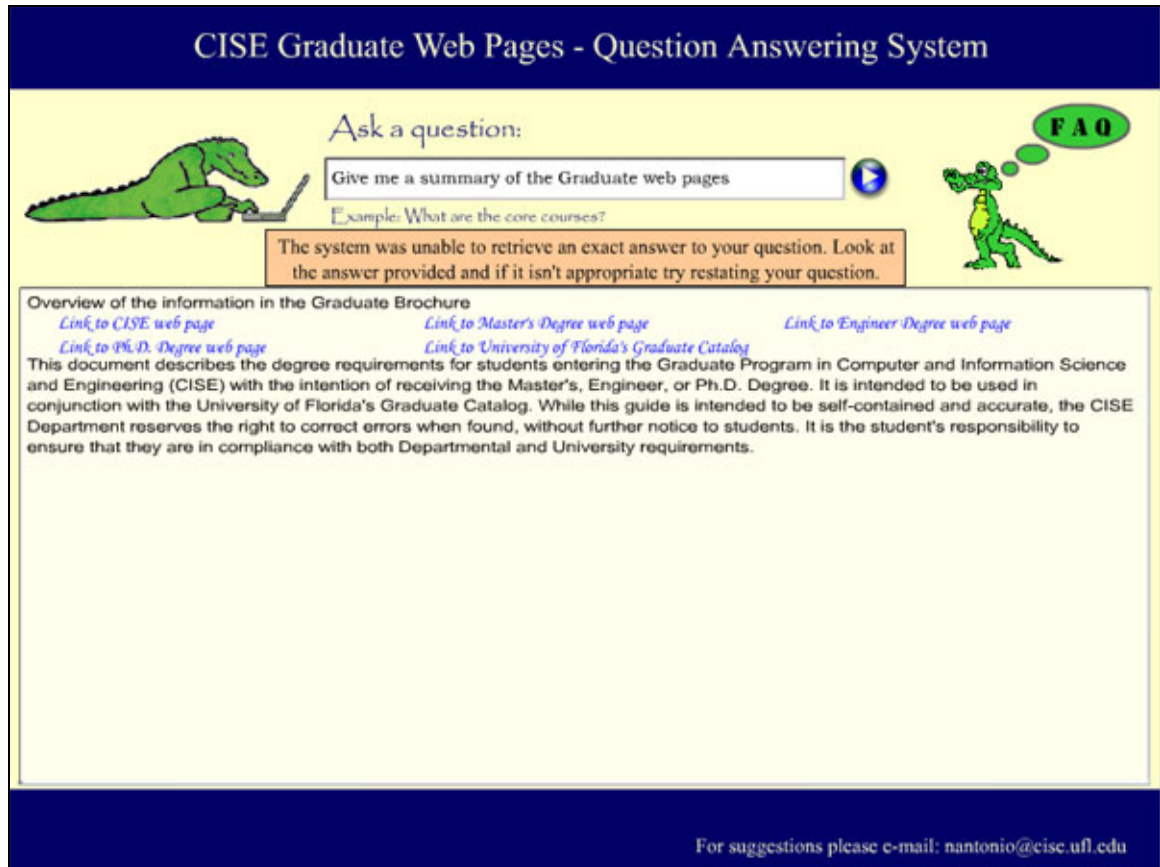 CISE Graduate Web Pages - Question Answering System
Ask a question:
F A Q
Give me a summary of the Graduate web pages
Example: What are the core courses?
The system was unable to retrieve an exact answer to your question. Look at
the answer provided and if it isn't appropriate try restating your question.
Overview of the information in the Graduate Brochure
Link to CISE web page Link to Master's Degree web page Link to Engineer Degree web page
Link to Ph.D. Degree web page Link to University of Florida's Graduate Catalog
This document describes the degree requirements for students entering the Graduate Program in Computer and Information Science
and Engineering (CISE) with the intention of receiving the Master's, Engineer, or Ph.D. Degree. It is intended to be used in
conjunction with the University of Florida's Graduate Catalog. While this guide is intended to be self-contained and accurate, the CISE
Department reserves the right to correct errors when found, without further notice to students. It is the student's responsibility to
ensure that they are in compliance with both Departmental and University requirements.
For suggestions please e-mail: nantonio@cise.ufl.edu